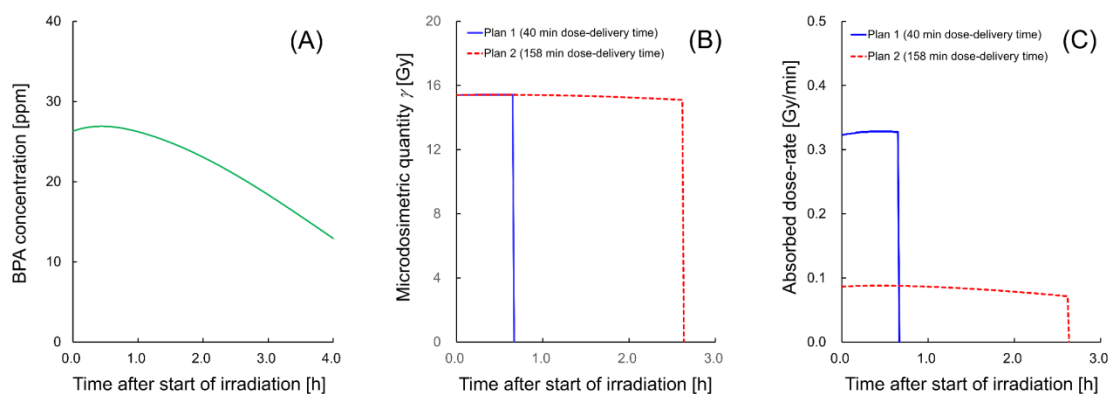 (A)
BPA concentration [ppm]
40
30
20
10
0
0.0 1.0 2.0 3.0 4.0
Time after start of irradiation [h]
(B)
Plan 1 (40 min dose-delivery time)
Plan 2 (158 min dose-delivery time)
Microdosimetric quantity γ [Gy]
20
16
12
8
4
0
0.0 1.0 2.0 3.0
Time after start of irradiation [h]
(C)
Plan 1 (40 min dose-delivery time)
Plan 2 (158 min dose-delivery time)
Absorbed dose-rate [Gy/min]
0.5
0.4
0.3
0.2
0.1
0.0
0.0 1.0 2.0 3.0
Time after start of irradiation [h]